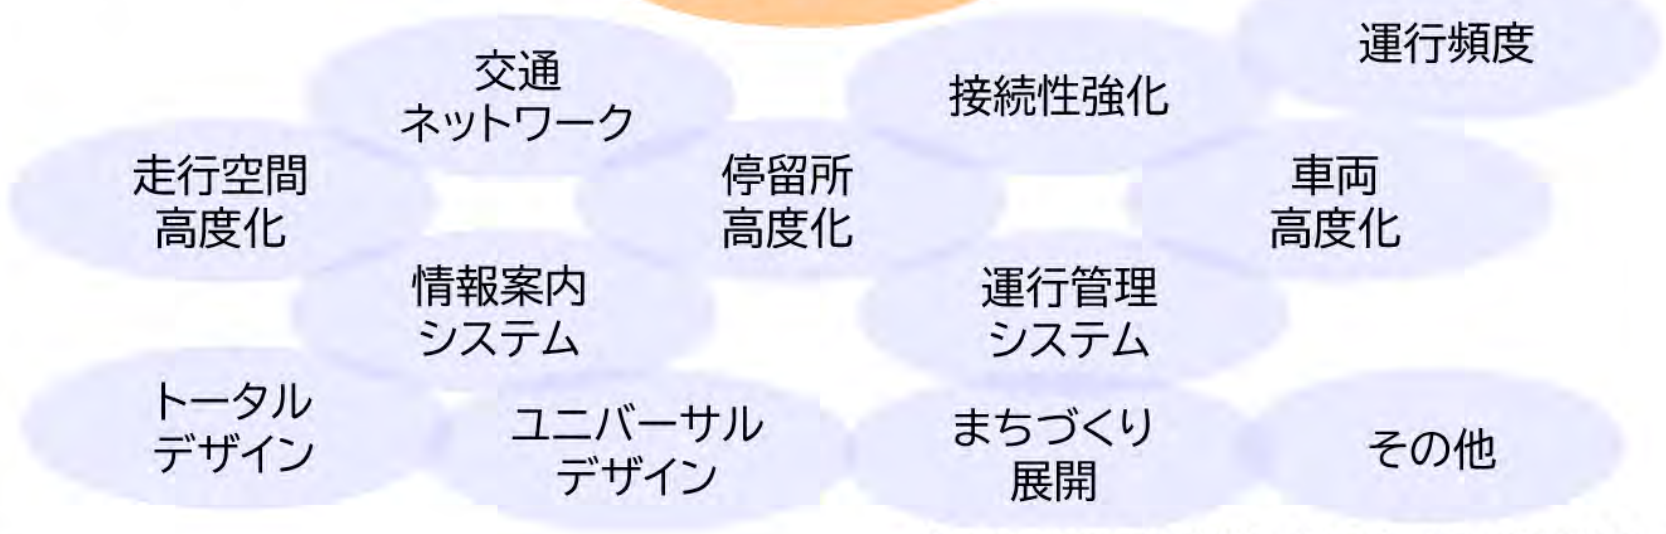 運行頻度
交通
ネットワーク
接続性強化
走行空間
高度化
停留所
高度化
車両
高度化
情報案内
システム
運行管理
システム
トータル
デザイン
ユニバーサル
デザイン
まちづくり
展開
その他